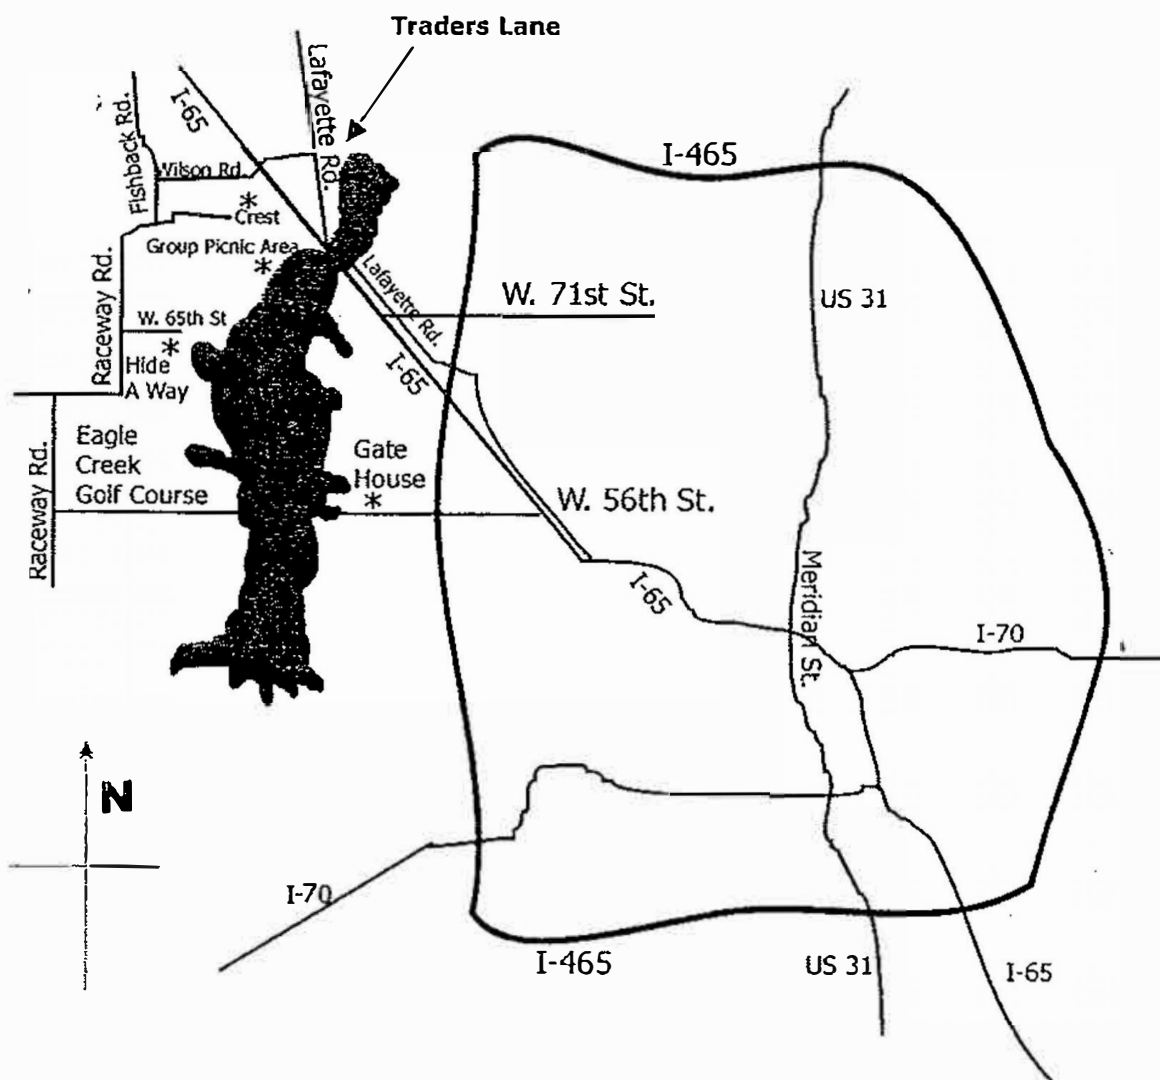 Traders Lane
Lafayette Rd.
I-65
Fishback Rd.
Wilson Rd.
I-465
*
Crest
Group Picnic Area
*
Raceway Rd.
Lafayette Rd.
W. 71st St.
US 31
W. 65th St
*
Hide
A Way
I-65
Eagle
Creek
Golf Course
Gate
House
*
Raceway Rd.
W. 56th St.
Meridian St.
I-65
I-70
N
I-70
I-465
US 31
I-65